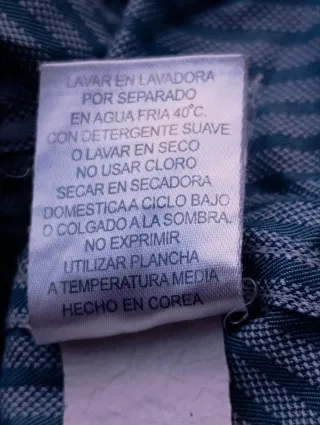 LAVAR EN LAVADORA
POR SEPARADO
EN AGUA FRIA 40°C.
CON DETERGENTE SUAVE
O LAVAR EN SECO
NO USAR CLORO
SECAR EN SECADORA
DOMESTICA A CICLO BAJO
O COLGADO A LA SOMBRA.
NO EXPRIMIR
UTILIZAR PLANCHA
A TEMPERATURA MEDIA
HECHO EN COREA